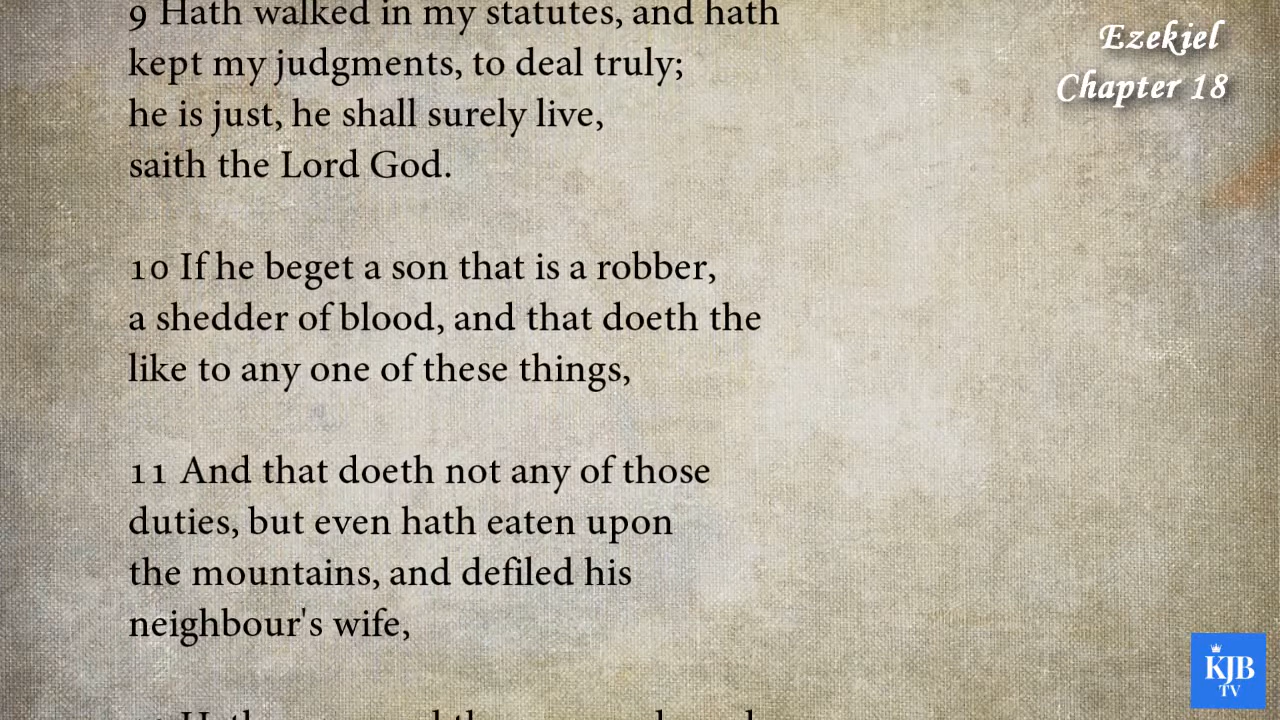 9 Hath walked in my statutes, and hath
kept my judgments, to deal truly;
he is just, he shall surely live,
saith the Lord God.
10 If he beget a son that is a robber,
a shedder of blood, and that doeth the
like to any one of these things,
11 And that doeth not any of those
duties, but even hath eaten upon
the mountains, and defiled his
neighbour's wife,
Ezekiel
Chapter 18
KJB
TV